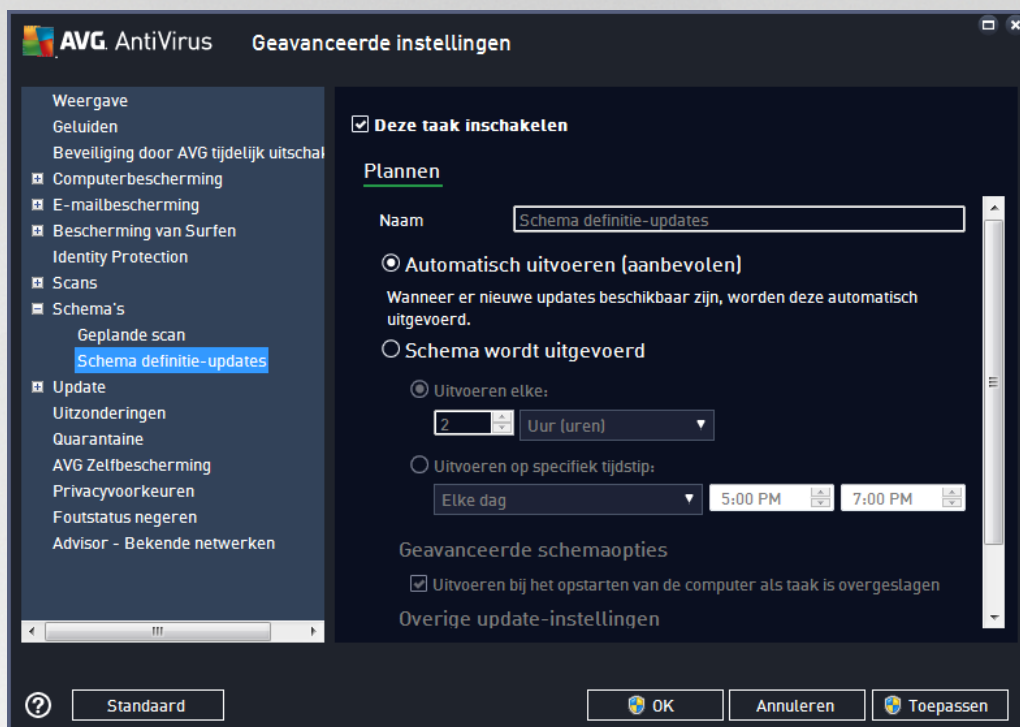 AVG. AntiVirus Geavanceerde instellingen
Weergave
Geluiden
Beveiliging door AVG tijdelijk uitschak
Computerbescherming
E-mailbescherming
Bescherming van Surfen
Identity Protection
Scans
Schema's
Geplande scan
Schema definitie-updates
Update
Uitzonderingen
Quarantaine
AVG Zelfbescherming
Privacyvoorkeuren
Foutstatus negeren
Advisor - Bekende netwerken
Deze taak inschakelen
Plannen
Naam Schema definitie-updates
Automatisch uitvoeren (aanbevolen)
Wanneer er nieuwe updates beschikbaar zijn, worden deze automatisch
uitgevoerd.
Schema wordt uitgevoerd
Uitvoeren elke:
2 Uur (uren)
Uitvoeren op specifiek tijdstip:
Elke dag 5:00 PM 7:00 PM
Geavanceerde schemaopties
Uitvoeren bij het opstarten van de computer als taak is overgeslagen
Overige update-instellingen
? Standaard OK Annuleren Toepassen